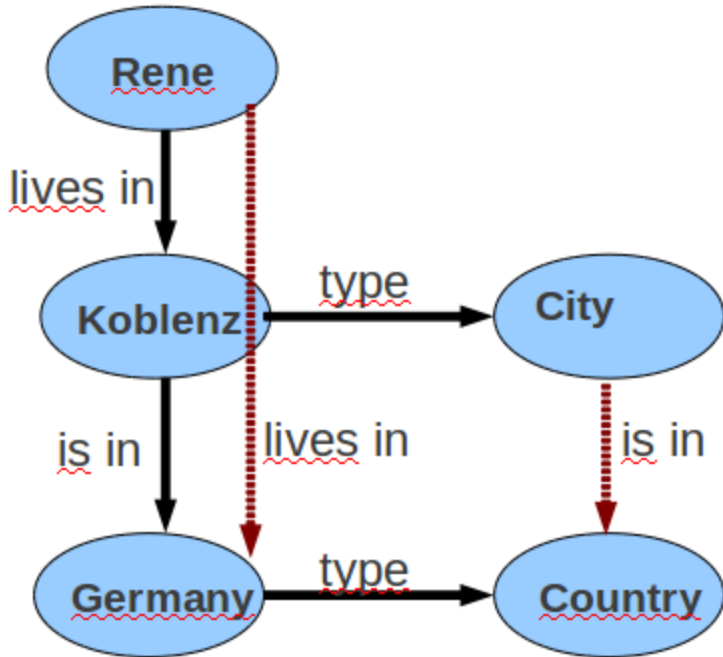 Rene
lives in
type
Koblenz
City
is in
lives in
is in
type
Germany
Country